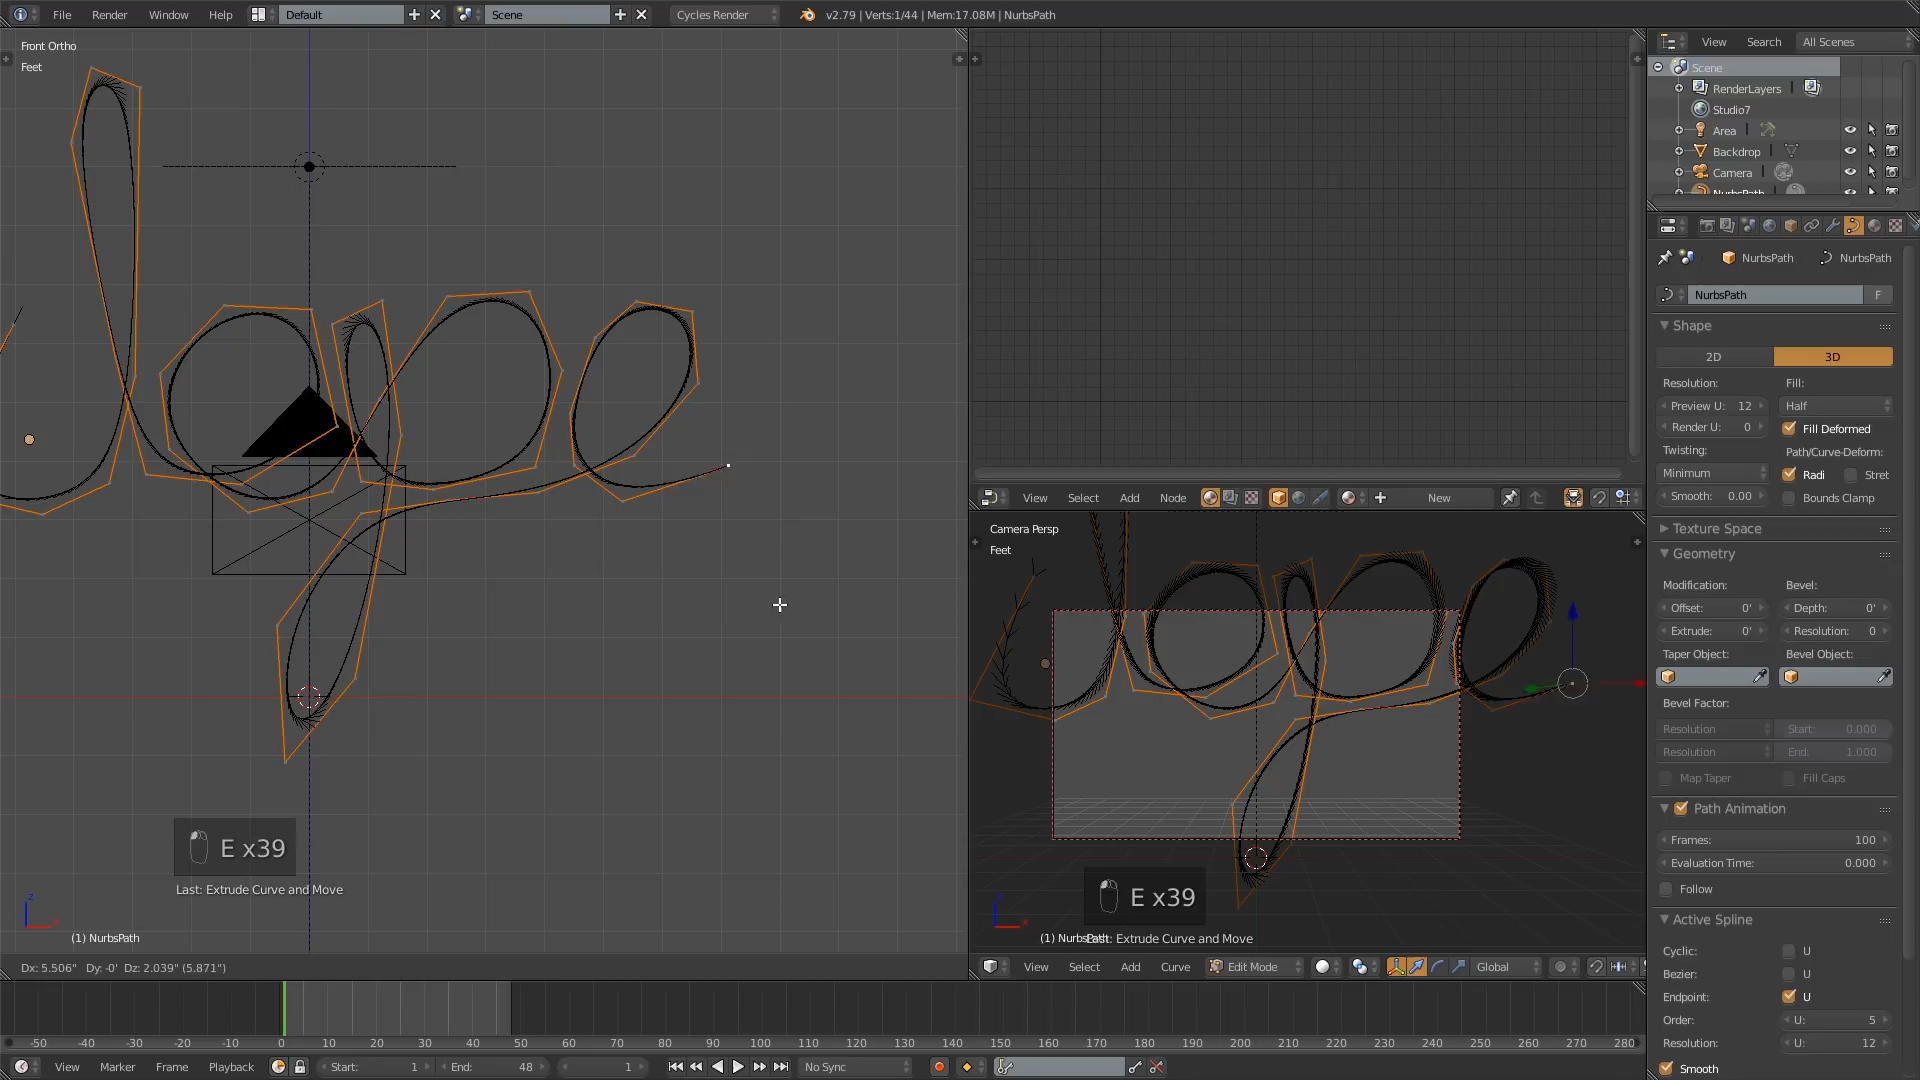 File Render Window Help Default Scene Cycles Render v2.79 | Verts:1/44 | Mem:17.08M | NurbsPath
Front Ortho
Feet
View Search All Scenes
Scene
RenderLayers
Studio7
Area
Backdrop
Camera
NurbsPath
NurbsPath NurbsPath
NurbsPath F
Shape
2D 3D
Resolution: Fill:
Preview U: 12 Half
Render U: 0 Fill Deformed
Twisting: Path/Curve-Deform:
Minimum Radi Stret
Smooth: 0.00 Bounds Clamp
Texture Space
Geometry
Modification: Bevel:
Offset: 0' Depth: 0'
Extrude: 0' Resolution: 0
Taper Object: Bevel Object:
Bevel Factor:
Resolution Start: 0.000
Resolution End: 1.000
Map Taper Fill Caps
Path Animation
Frames: 100
Evaluation Time: 0.000
Follow
Active Spline
Cyclic: U
Bezier: U
Endpoint: U
Order: U: 5
Resolution: U: 12
Smooth
View Select Add Node New
Camera Persp
Feet
E x39
Last: Extrude Curve and Move
(1) NurbsPath
E x39
(1) NurbsPath Last: Extrude Curve and Move
Dx: 5.506" Dy: -0' Dz: 2.039" (5.871")
View Select Add Curve Edit Mode Global
-50 -40 -30 -20 -10 0 10 20 30 40 50 60 70 80 90 100 110 120 130 140 150 160 170 180 190 200 210 220 230 240 250 260 270 280
View Marker Frame Playback Start: 1 End: 48 1 No Sync